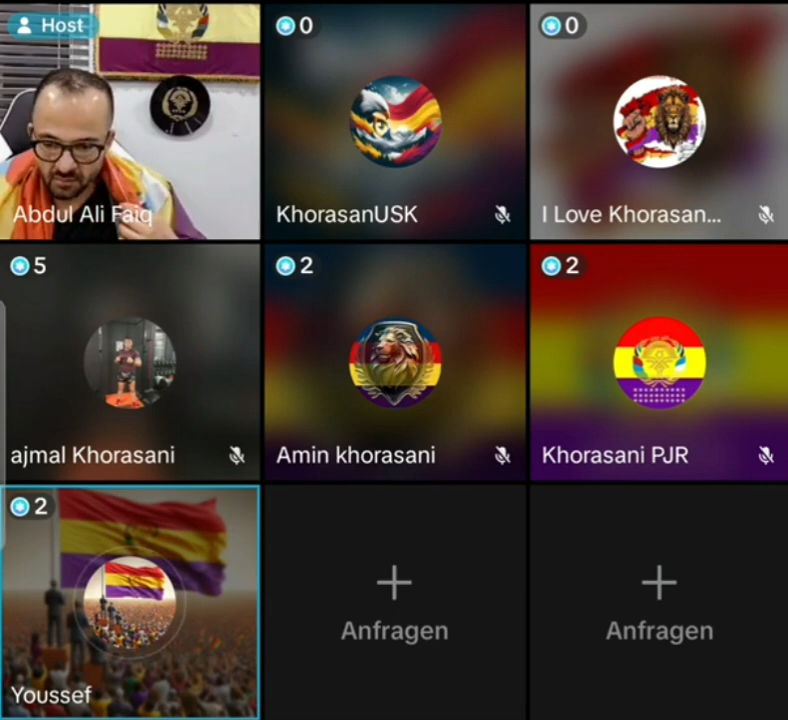 Host
Abdul Ali Faiq
0
KhorasanUSK
0
I Love Khorasan...
5
ajmal Khorasani
2
Amin khorasani
2
Khorasani PJR
2
Youssef
Anfragen
Anfragen